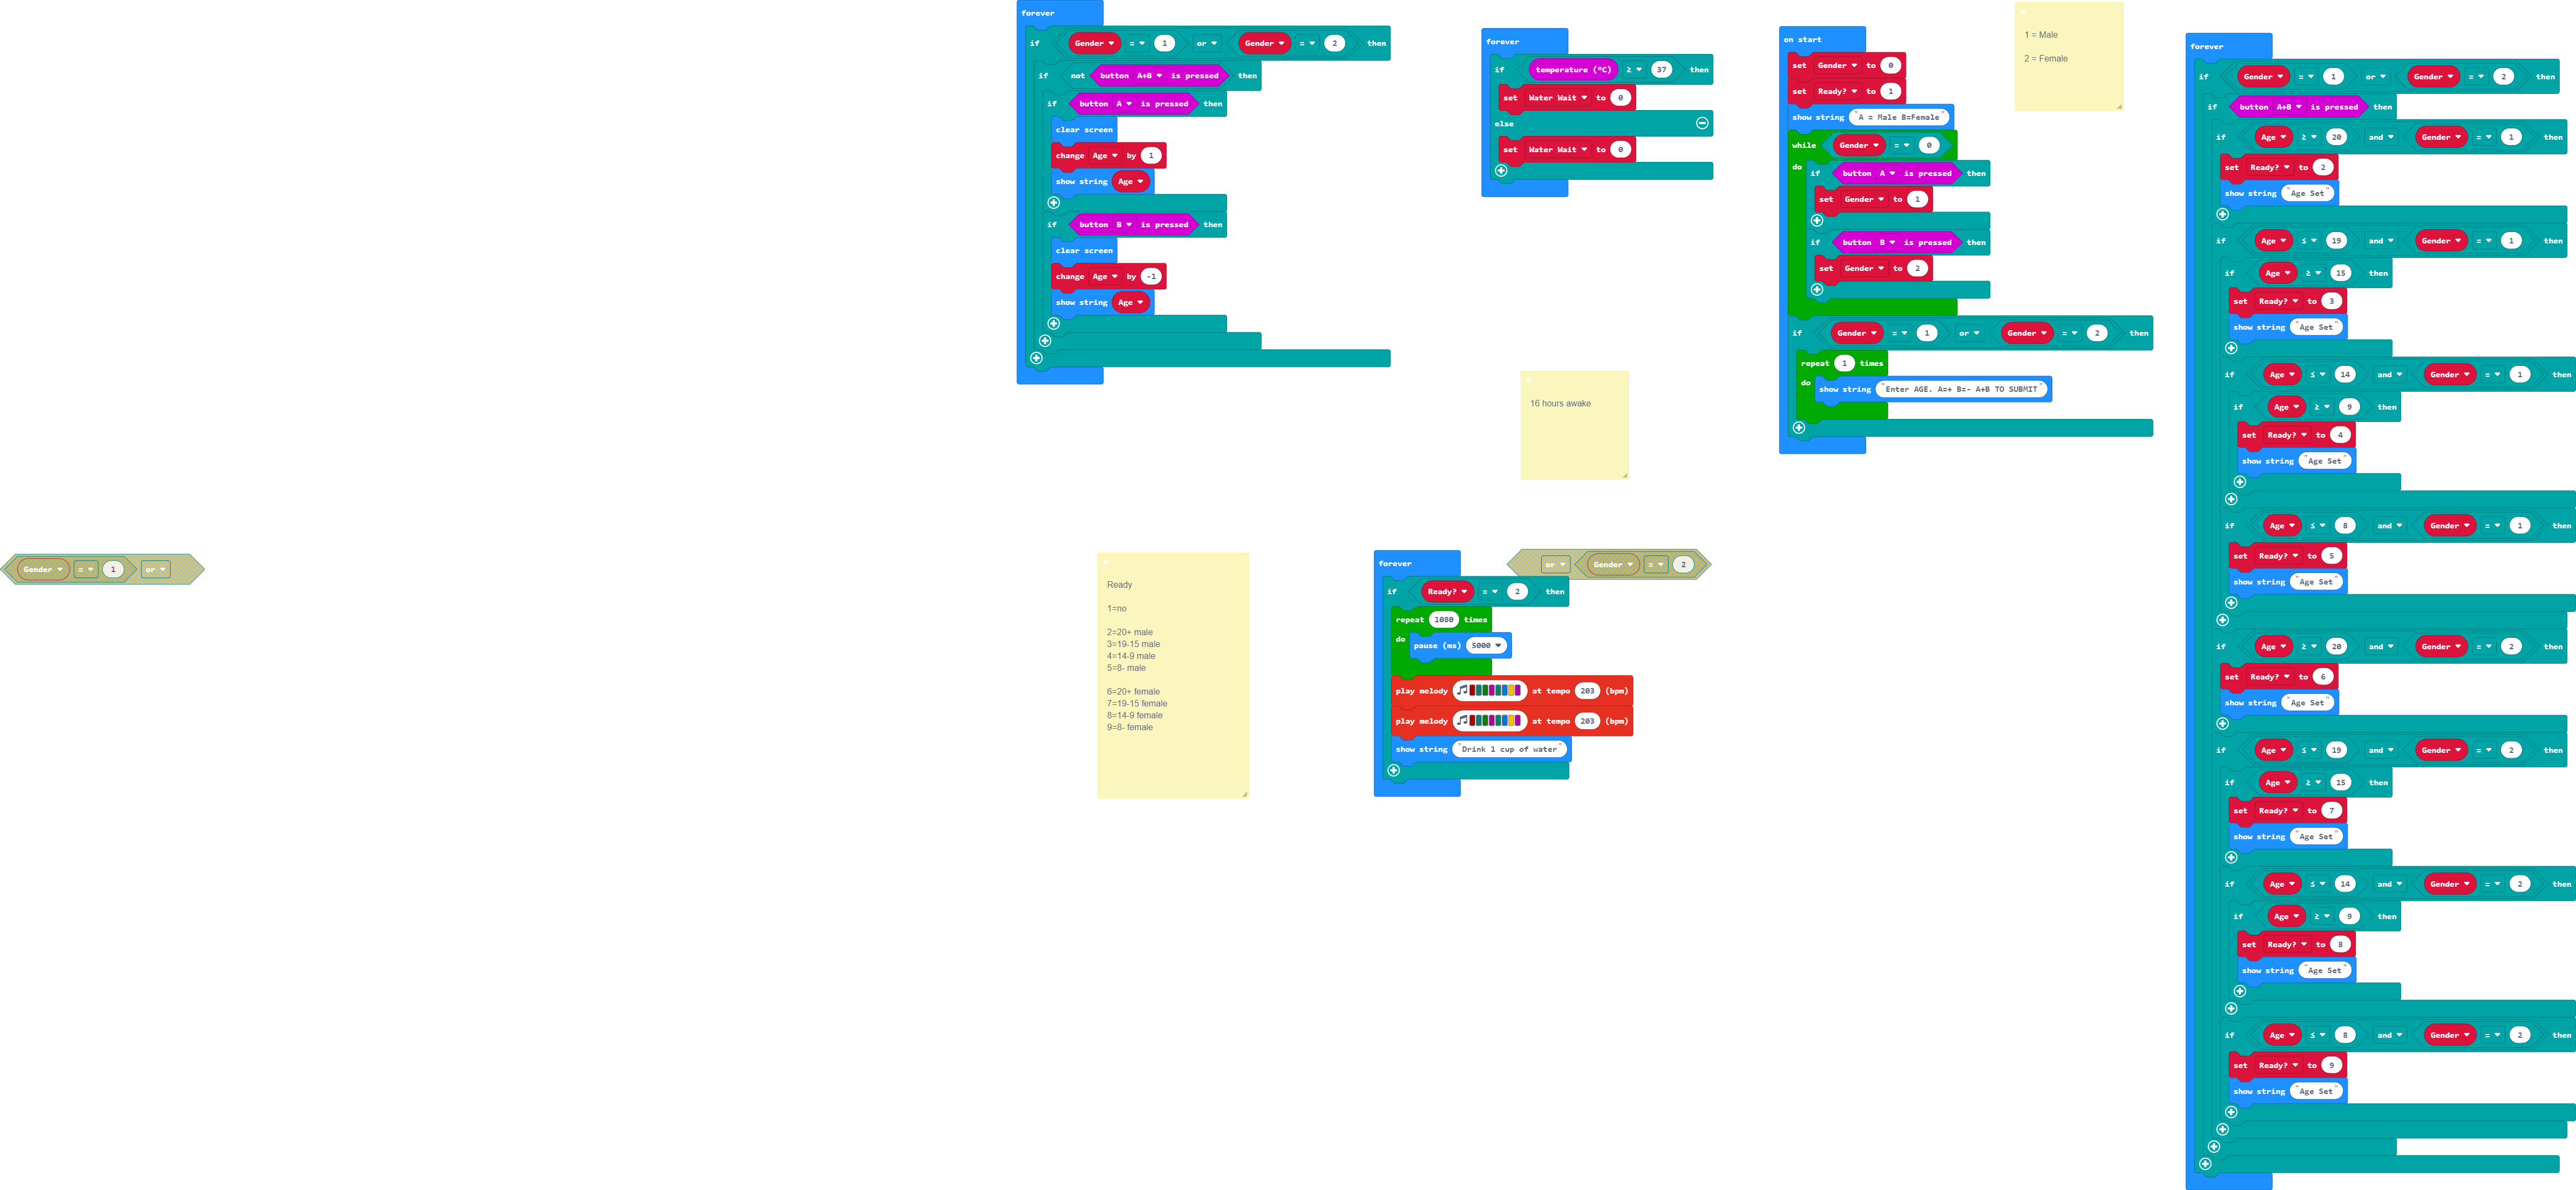 forever
if Gender = 1 or Gender = 2 then
if not button A+B is pressed then
if button A is pressed then
clear screen
change Age by 1
show string Age
if button B is pressed then
clear screen
change Age by -1
show string Age
forever
if temperature (°C) ≥ 37 then
set Water Wait to 0
else
set Water Wait to 0
16 hours awake
on start
set Gender to 0
set Ready? to 1
show string "A = Male B=Female"
while Gender = 0
do if button A is pressed then
set Gender to 1
if button B is pressed then
set Gender to 2
if Gender = 1 or Gender = 2 then
repeat 1 times
do show string "Enter AGE. A=+ B=- A+B TO SUBMIT"
1 = Male
2 = Female
Gender = 1 or
Ready
1=no
2=20+ male
3=19-15 male
4=14-9 male
5=8- male
6=20+ female
7=19-15 female
8=14-9 female
9=8- female
or Gender = 2
forever
if Ready? = 2 then
repeat 1080 times
do pause (ms) 5000
play melody at tempo 203 (bpm)
play melody at tempo 203 (bpm)
show string "Drink 1 cup of water"
forever
if Gender = 1 or Gender = 2 then
if button A+B is pressed then
if Age ≥ 20 and Gender = 1 then
set Ready? to 2
show string "Age Set"
if Age ≤ 19 and Gender = 1 then
if Age ≥ 15 then
set Ready? to 3
show string "Age Set"
if Age ≤ 14 and Gender = 1 then
if Age ≥ 9 then
set Ready? to 4
show string "Age Set"
if Age ≤ 8 and Gender = 1 then
set Ready? to 5
show string "Age Set"
if Age ≥ 20 and Gender = 2 then
set Ready? to 6
show string "Age Set"
if Age ≤ 19 and Gender = 2 then
if Age ≥ 15 then
set Ready? to 7
show string "Age Set"
if Age ≤ 14 and Gender = 2 then
if Age ≥ 9 then
set Ready? to 8
show string "Age Set"
if Age ≤ 8 and Gender = 2 then
set Ready? to 9
show string "Age Set"